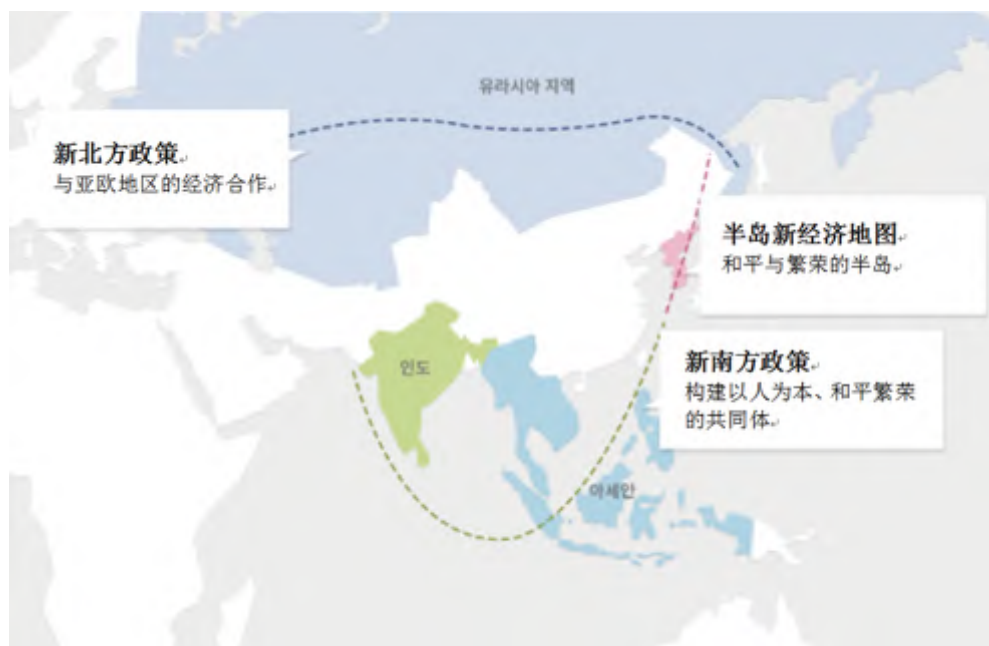 유라시아 지역
新北方政策
与亚欧地区的经济合作
半岛新经济地图
和平与繁荣的半岛
新南方政策
构建以人为本、和平繁荣
的共同体
인도
아세안